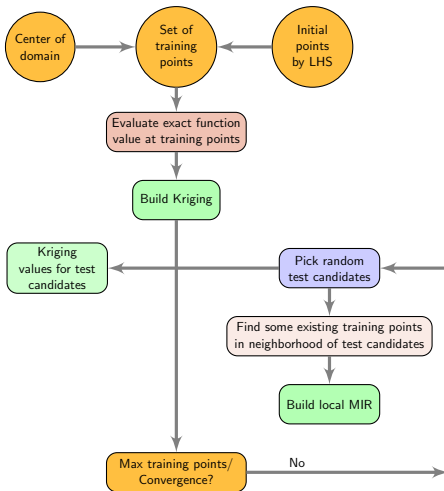 Center of
domain
Set of
training
points
Initial
points
by LHS
Evaluate exact function
value at training points
Build Kriging
Kriging
values for test
candidates
Pick random
test candidates
Find some existing training points
in neighborhood of test candidates
Build local MIR
Max training points/
Convergence?
No